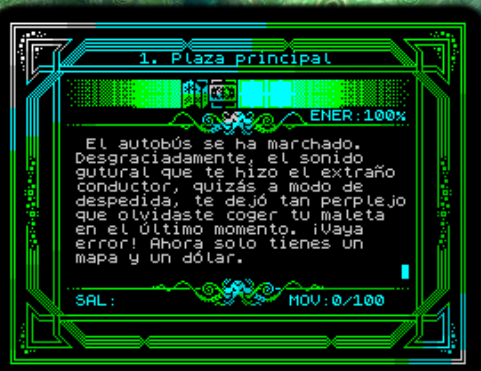 1. Plaza principal
ENER:100%
El autobús se ha marchado.
Desgraciadamente, el sonido
gutural que te hizo el extraño
conductor, quizás a modo de
despedida, te dejó tan perplejo
que olvidaste coger tu maleta
en el último momento. ¡Vaya
error! Ahora solo tienes un
mapa y un dólar.
SAL: MOV:0/100